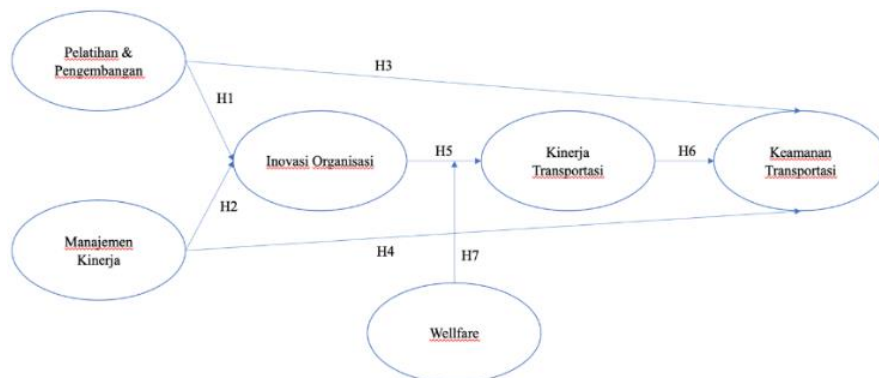 Pelatihan &
Pengembangan
H3
H1
Inovasi Organisasi
H5
Kinerja
Transportasi
H6
Keamanan
Transportasi
H2
Manajemen
Kinerja
H4
H7
Wellfare